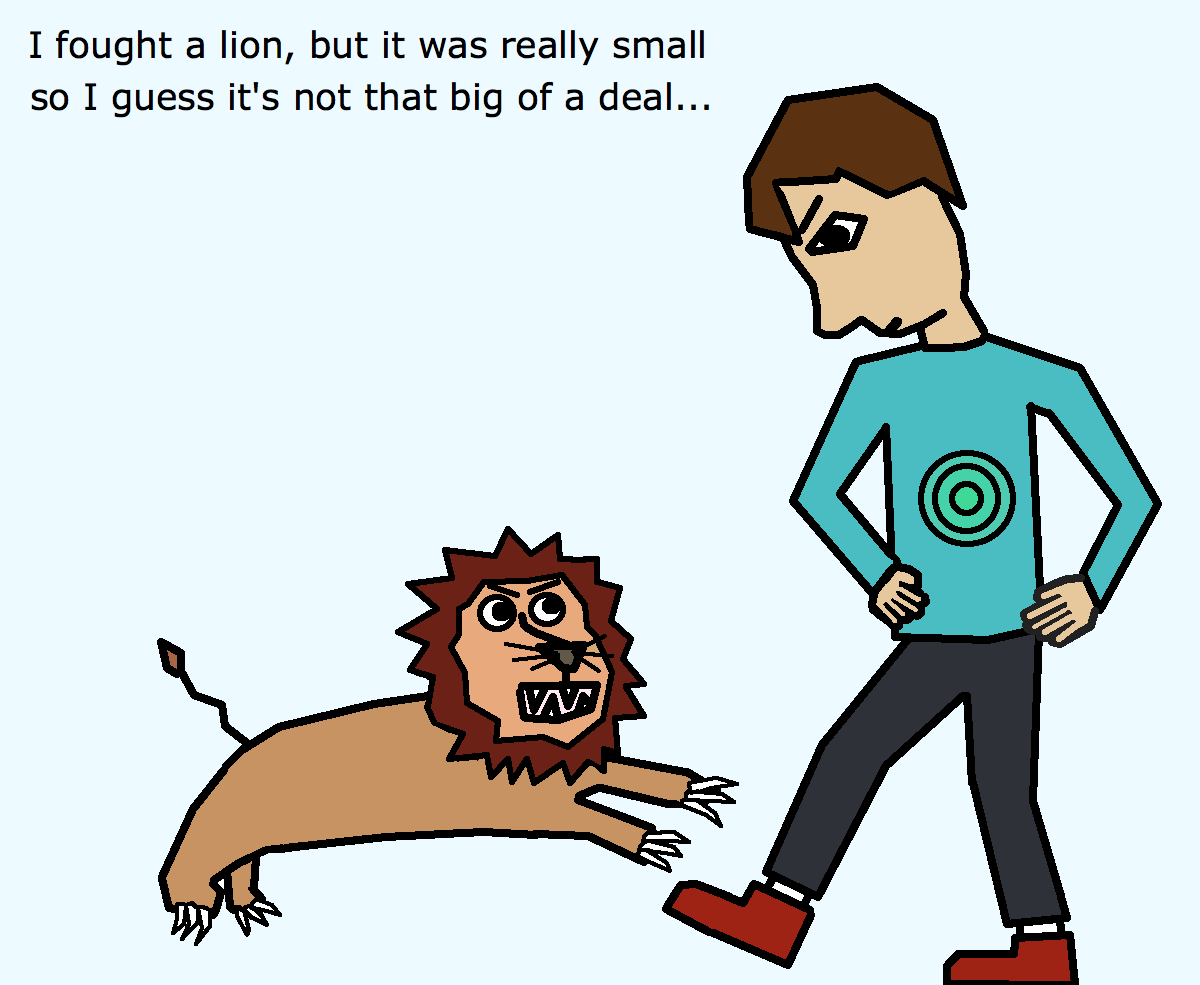 I fought a lion, but it was really small
so I guess it's not that big of a deal...